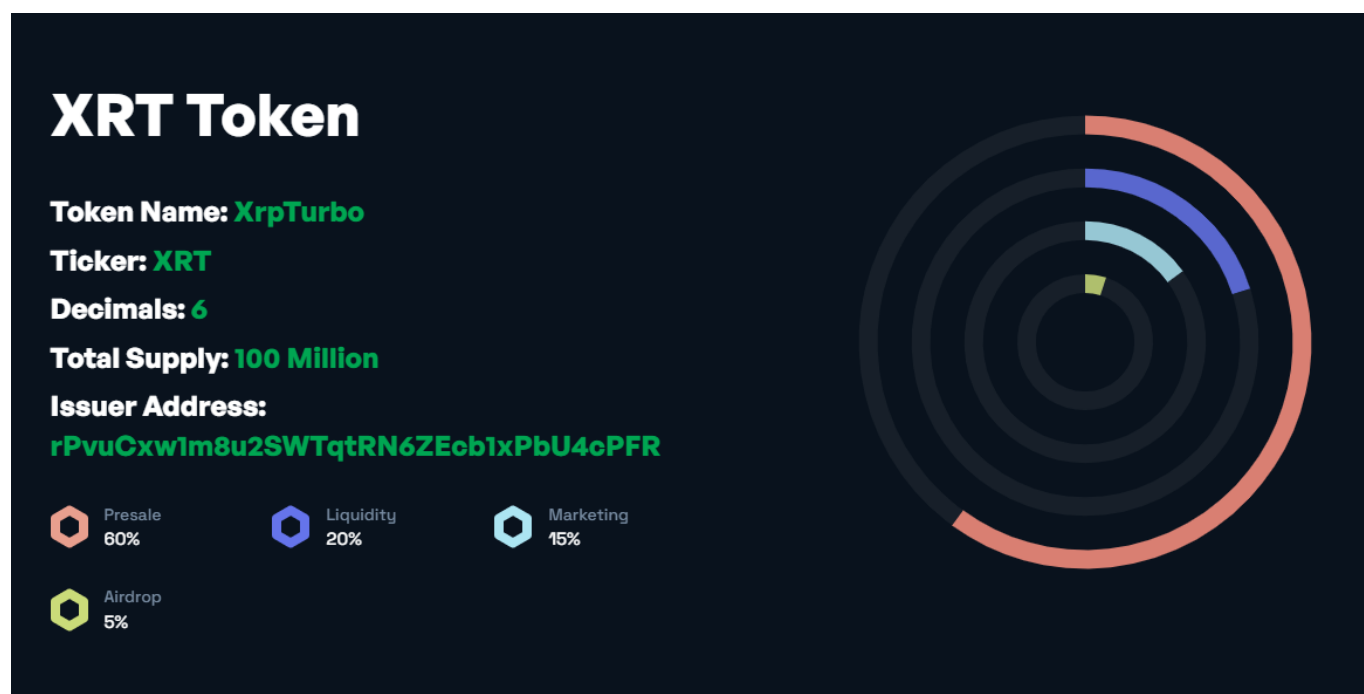 XRT Token
Token Name: XrpTurbo
Ticker: XRT
Decimals: 6
Total Supply: 100 Million
Issuer Address:
rPvuCxw1m8u2SWTqtRN6ZEcb1xPbU4cPFR
Presale
60%
Liquidity
20%
Marketing
15%
Airdrop
5%